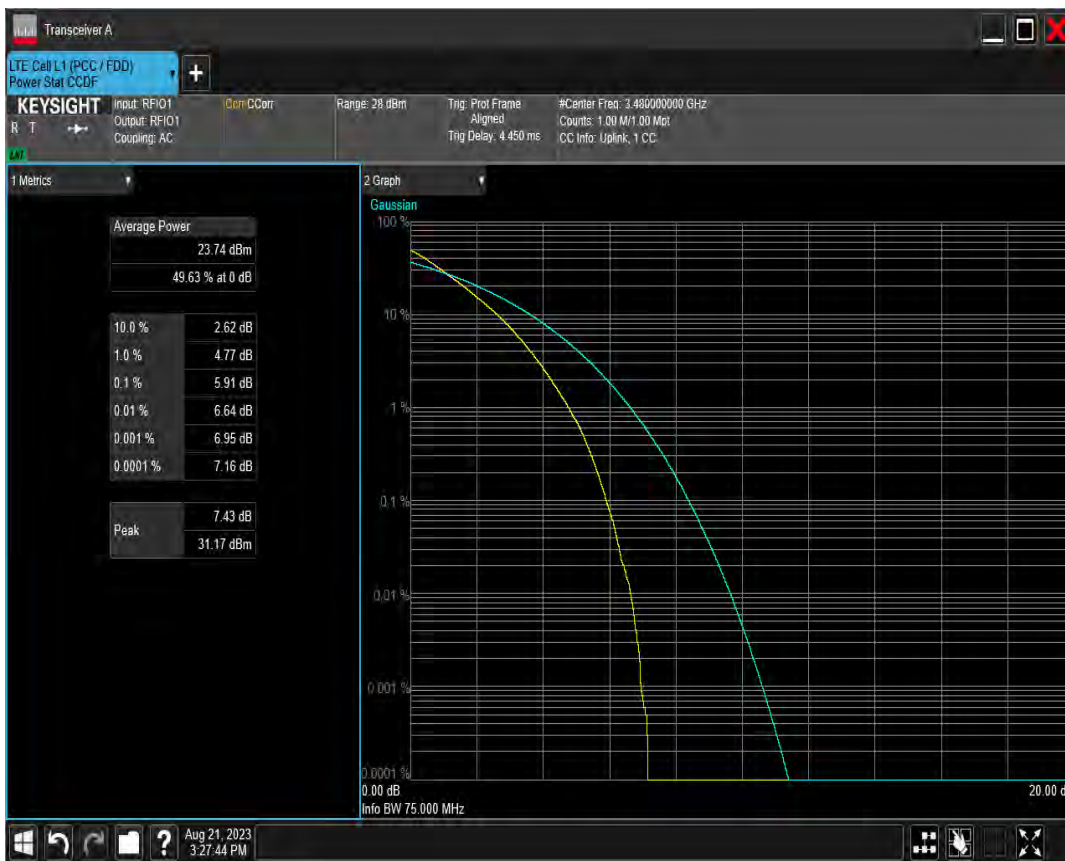 Transceiver A
LTE Cell L1 (PCC / FDD)
Power Stat CCDF
KEYSIGHT
R T
LXI
Input: RFIO1
Output: RFIO1
Coupling: AC
Corr CCorr
Range: 28 dBm
Trig: Prot Frame
Aligned
Trig Delay: 4.450 ms
#Center Freq: 3.480000000 GHz
Counts: 1.00 M/1.00 Mpt
CC Info: Uplink, 1 CC
1 Metrics
Average Power
23.74 dBm
49.63 % at 0 dB
10.0 % 2.62 dB
1.0 % 4.77 dB
0.1 % 5.91 dB
0.01 % 6.64 dB
0.001 % 6.95 dB
0.0001 % 7.16 dB
Peak
7.43 dB
31.17 dBm
2 Graph
Gaussian
100 %
10 %
1 %
0.1 %
0.01 %
0.001 %
0.0001 %
0.00 dB
20.00 d
Info BW 75.000 MHz
?
Aug 21, 2023
3:27:44 PM